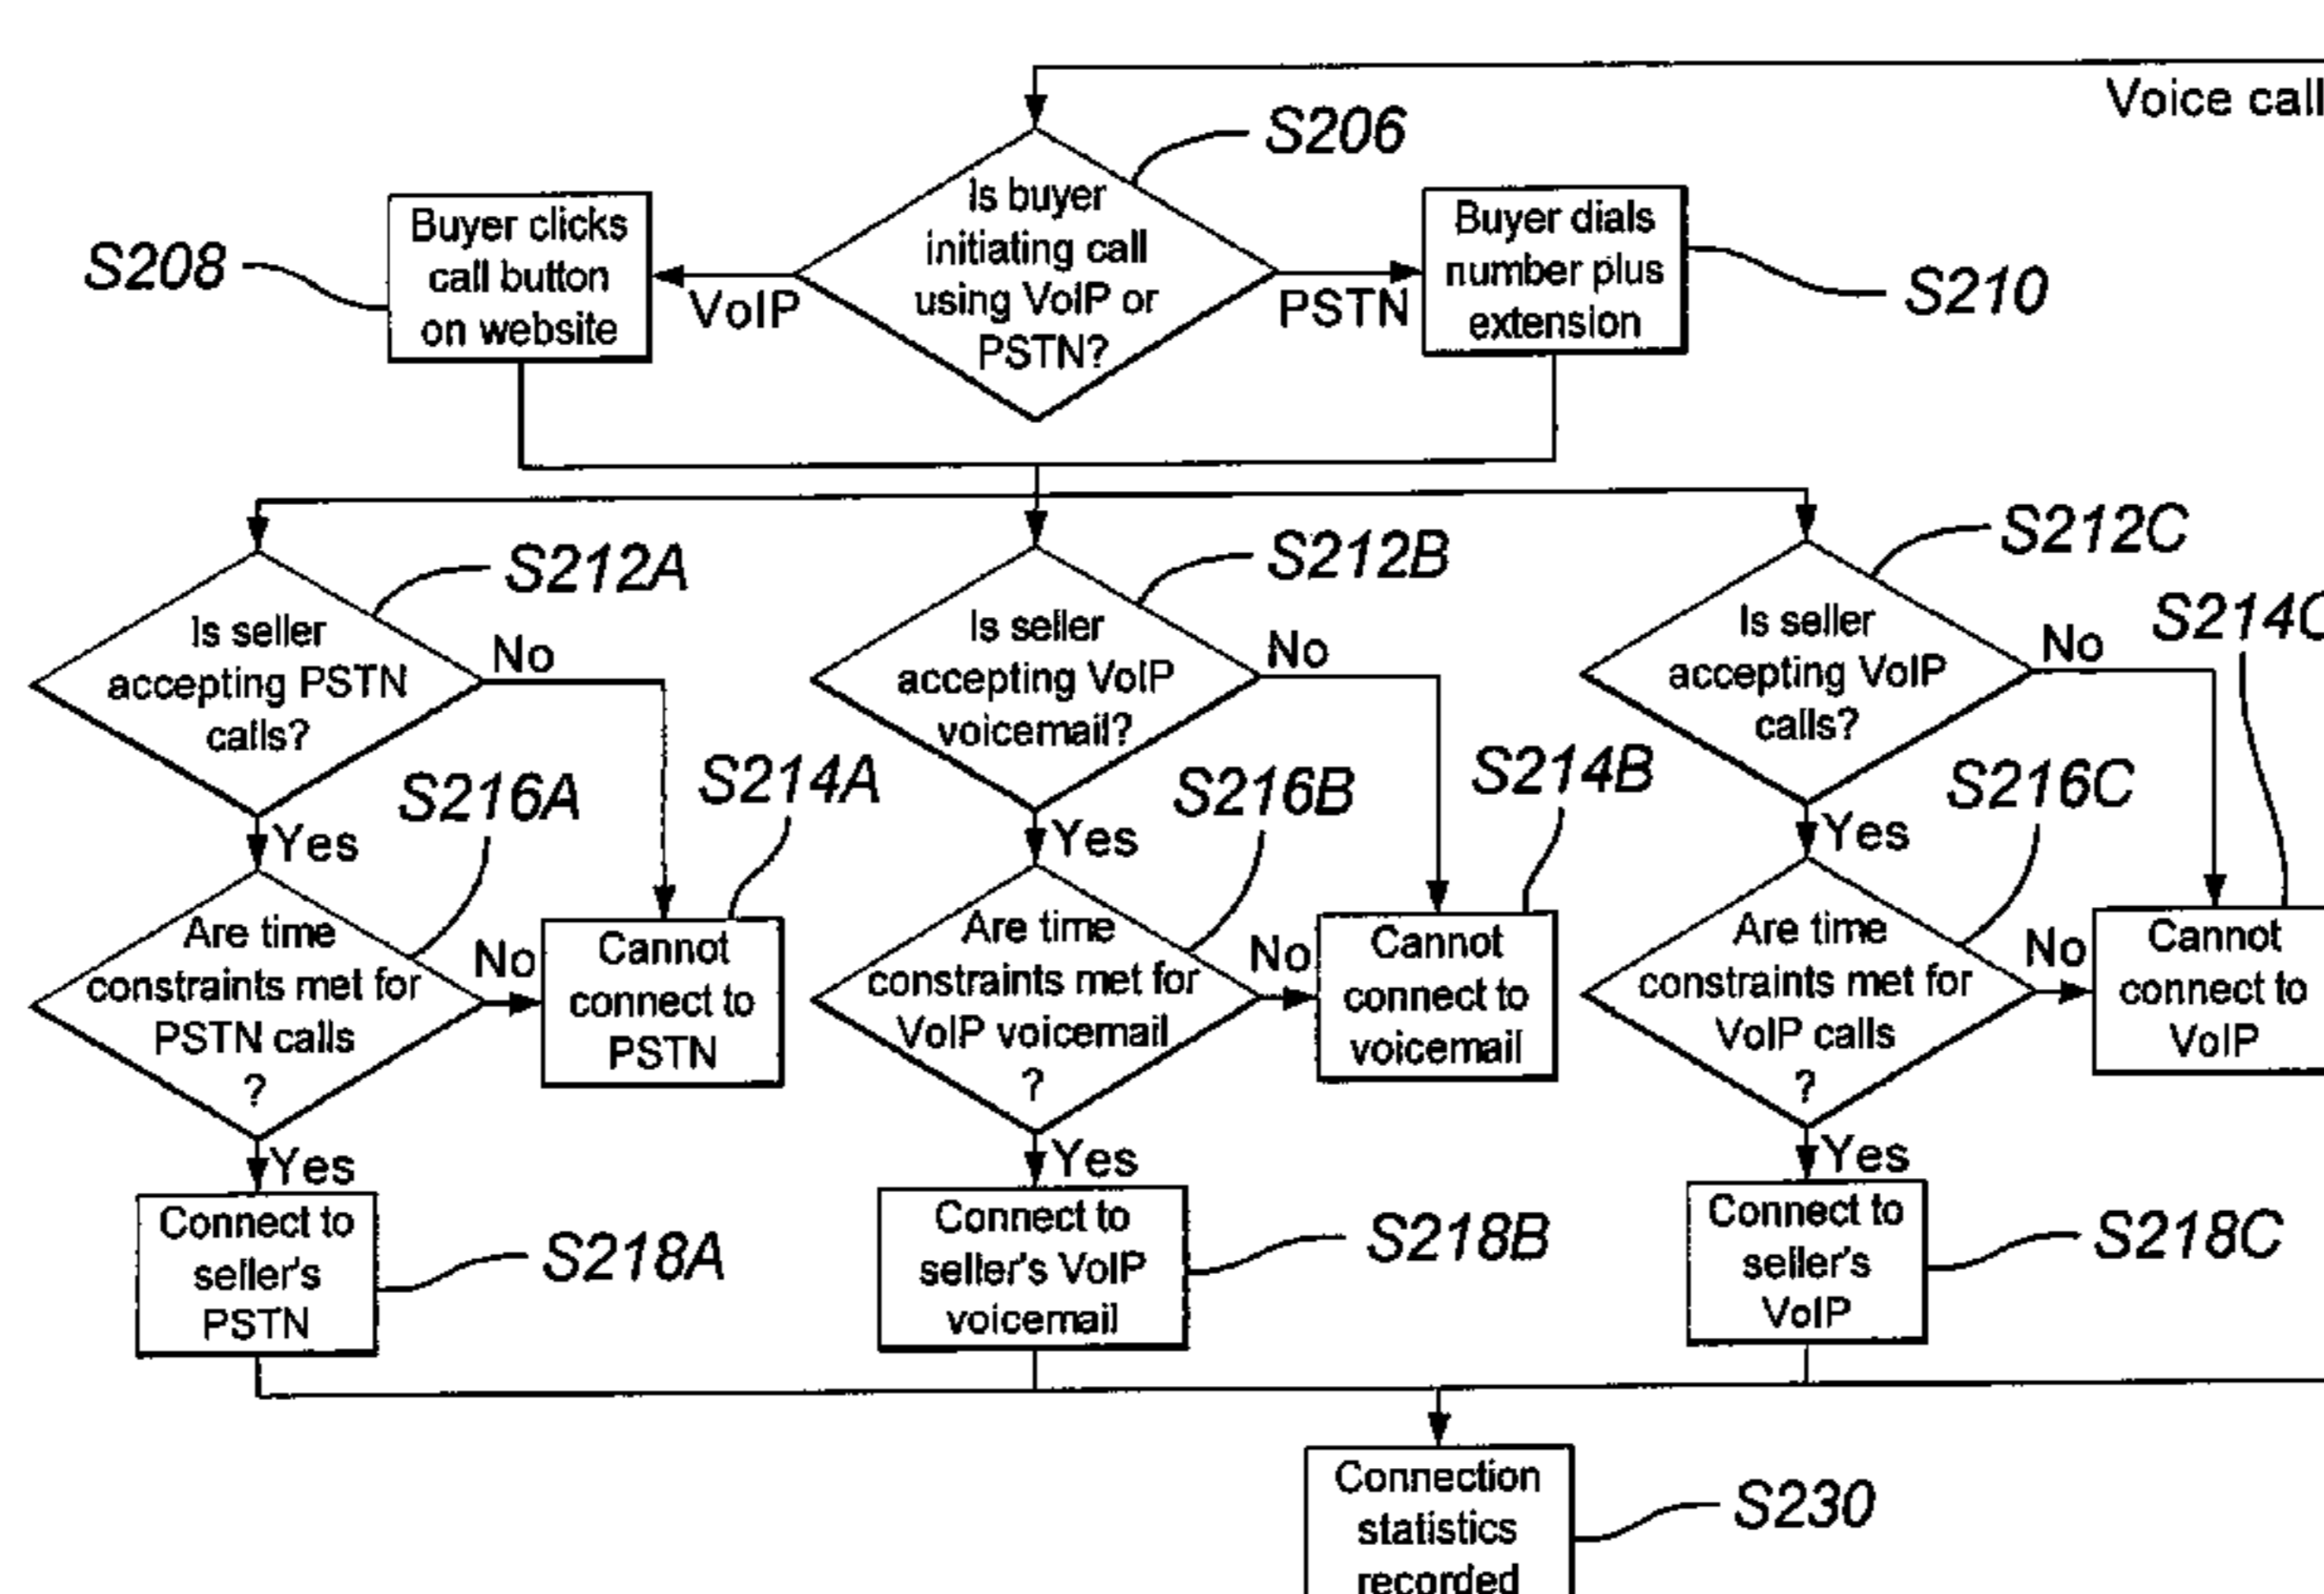 Voice call
S206
Is buyer
initiating call
using VoIP or
PSTN?
S208
Buyer clicks
call button
on website
VoIP
PSTN
Buyer dials
number plus
extension
S210
S212A
Is seller
accepting PSTN
calls?
No
Yes
S212B
Is seller
accepting VoIP
voicemail?
No
Yes
S212C
Is seller
accepting VoIP
calls?
No
Yes
S216A
Are time
constraints met for
PSTN calls
?
No
Yes
S214A
Cannot
connect to
PSTN
S216B
Are time
constraints met for
VoIP voicemail
?
No
Yes
S214B
Cannot
connect to
voicemail
S216C
Are time
constraints met for
VoIP calls
?
No
Yes
S214C
Cannot
connect to
VoIP
Connect to
seller's
PSTN
S218A
Connect to
seller's VoIP
voicemail
S218B
Connect to
seller's
VoIP
S218C
Connection
statistics
recorded
S230